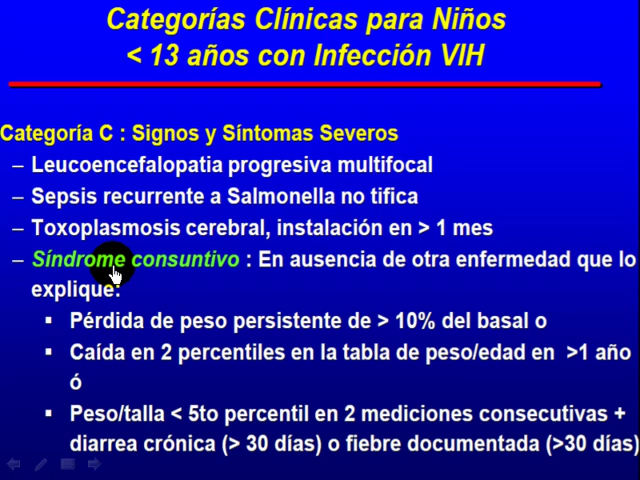 Categorías Clínicas para Niños
< 13 años con Infección VIH
Categoría C : Signos y Síntomas Severos
– Leucoencefalopatia progresiva multifocal
– Sepsis recurrente a Salmonella no tifica
– Toxoplasmosis cerebral, instalación en > 1 mes
– Síndrome consuntivo : En ausencia de otra enfermedad que lo
explique:
▪ Pérdida de peso persistente de > 10% del basal o
▪ Caída en 2 percentiles en la tabla de peso/edad en >1 año
ó
▪ Peso/talla < 5to percentil en 2 mediciones consecutivas +
diarrea crónica (> 30 días) o fiebre documentada (>30 días)